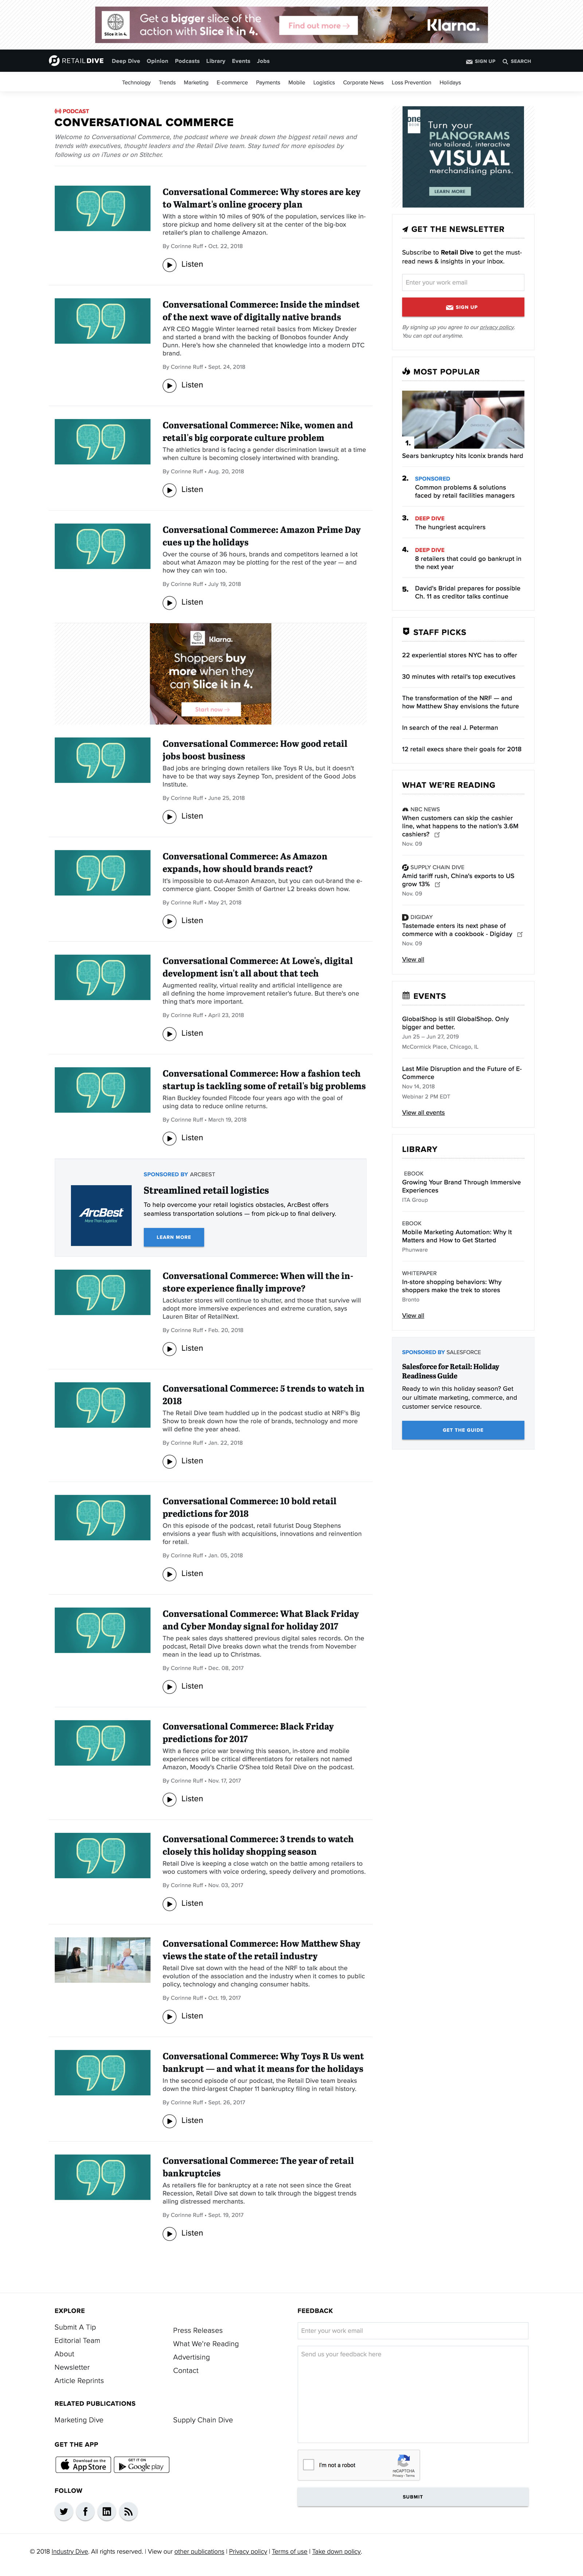 one
Slice it in 4.
Get a bigger slice of the
action with Slice it in 4.
Find out more →
Klarna.
RETAIL DIVE Deep Dive Opinion Podcasts Library Events Jobs SIGN UP SEARCH
Technology Trends Marketing E-commerce Payments Mobile Logistics Corporate News Loss Prevention Holidays
PODCAST
CONVERSATIONAL COMMERCE
Welcome to Conversational Commerce, the podcast where we break down the biggest retail news and
trends with executives, thought leaders and the Retail Dive team. Stay tuned for more episodes by
following us on iTunes or on Stitcher.
Conversational Commerce: Why stores are key
to Walmart's online grocery plan
With a store within 10 miles of 90% of the population, services like in-
store pickup and home delivery sit at the center of the big-box
retailer's plan to challenge Amazon.
By Corinne Ruff • Oct. 22, 2018
Listen
Conversational Commerce: Inside the mindset
of the next wave of digitally native brands
AYR CEO Maggie Winter learned retail basics from Mickey Drexler
and started a brand with the backing of Bonobos founder Andy
Dunn. Here's how she channeled that knowledge into a modern DTC
brand.
By Corinne Ruff • Sept. 24, 2018
Listen
Conversational Commerce: Nike, women and
retail's big corporate culture problem
The athletics brand is facing a gender discrimination lawsuit at a time
when culture is becoming closely intertwined with branding.
By Corinne Ruff • Aug. 20, 2018
Listen
Conversational Commerce: Amazon Prime Day
cues up the holidays
Over the course of 36 hours, brands and competitors learned a lot
about what Amazon may be plotting for the rest of the year — and
how they can win too.
By Corinne Ruff • July 19, 2018
Listen
Klarna.
Slice it in 4.
Shoppers buy
more when they
can Slice it in 4.
Start now →
Conversational Commerce: How good retail
jobs boost business
Bad jobs are bringing down retailers like Toys R Us, but it doesn't
have to be that way says Zeynep Ton, president of the Good Jobs
Institute.
By Corinne Ruff • June 25, 2018
Listen
Conversational Commerce: As Amazon
expands, how should brands react?
It's impossible to out-Amazon Amazon, but you can out-brand the e-
commerce giant. Cooper Smith of Gartner L2 breaks down how.
By Corinne Ruff • May 21, 2018
Listen
Conversational Commerce: At Lowe's, digital
development isn't all about that tech
Augmented reality, virtual reality and artificial intelligence are
all defining the home improvement retailer's future. But there's one
thing that's more important.
By Corinne Ruff • April 23, 2018
Listen
Conversational Commerce: How a fashion tech
startup is tackling some of retail's big problems
Rian Buckley founded Fitcode four years ago with the goal of
using data to reduce online returns.
By Corinne Ruff • March 19, 2018
Listen
SPONSORED BY ARCBEST
ArcBest
More Than Logistics
Streamlined retail logistics
To help overcome your retail logistics obstacles, ArcBest offers
seamless transportation solutions — from pick-up to final delivery.
LEARN MORE
Conversational Commerce: When will the in-
store experience finally improve?
Lackluster stores will continue to shutter, and those that survive will
adopt more immersive experiences and extreme curation, says
Lauren Bitar of RetailNext.
By Corinne Ruff • Feb. 20, 2018
Listen
Conversational Commerce: 5 trends to watch in
2018
The Retail Dive team huddled up in the podcast studio at NRF's Big
Show to break down how the role of brands, technology and more
will define the year ahead.
By Corinne Ruff • Jan. 22, 2018
Listen
Conversational Commerce: 10 bold retail
predictions for 2018
On this episode of the podcast, retail futurist Doug Stephens
envisions a year flush with acquisitions, innovations and reinvention
for retail.
By Corinne Ruff • Jan. 05, 2018
Listen
Conversational Commerce: What Black Friday
and Cyber Monday signal for holiday 2017
The peak sales days shattered previous digital sales records. On the
podcast, Retail Dive breaks down what the trends from November
mean in the lead up to Christmas.
By Corinne Ruff • Dec. 08, 2017
Listen
Conversational Commerce: Black Friday
predictions for 2017
With a fierce price war brewing this season, in-store and mobile
experiences will be critical differentiators for retailers not named
Amazon, Moody's Charlie O'Shea told Retail Dive on the podcast.
By Corinne Ruff • Nov. 17, 2017
Listen
Conversational Commerce: 3 trends to watch
closely this holiday shopping season
Retail Dive is keeping a close watch on the battle among retailers to
woo customers with voice ordering, speedy delivery and promotions.
By Corinne Ruff • Nov. 03, 2017
Listen
Conversational Commerce: How Matthew Shay
views the state of the retail industry
Retail Dive sat down with the head of the NRF to talk about the
evolution of the association and the industry when it comes to public
policy, technology and changing consumer habits.
By Corinne Ruff • Oct. 19, 2017
Listen
Conversational Commerce: Why Toys R Us went
bankrupt — and what it means for the holidays
In the second episode of our podcast, the Retail Dive team breaks
down the third-largest Chapter 11 bankruptcy filing in retail history.
By Corinne Ruff • Sept. 26, 2017
Listen
Conversational Commerce: The year of retail
bankruptcies
As retailers file for bankruptcy at a rate not seen since the Great
Recession, Retail Dive sat down to talk through the biggest trends
ailing distressed merchants.
By Corinne Ruff • Sept. 19, 2017
Listen
one
Turn your
PLANOGRAMS
into tailored, interactive
VISUAL
merchandising plans.
LEARN MORE
GET THE NEWSLETTER
Subscribe to Retail Dive to get the must-
read news & insights in your inbox.
Enter your work email
SIGN UP
By signing up you agree to our privacy policy.
You can opt out anytime.
MOST POPULAR
1.
Sears bankruptcy hits Iconix brands hard
2. SPONSORED
Common problems & solutions
faced by retail facilities managers
3. DEEP DIVE
The hungriest acquirers
4. DEEP DIVE
8 retailers that could go bankrupt in
the next year
5. David's Bridal prepares for possible
Ch. 11 as creditor talks continue
STAFF PICKS
22 experiential stores NYC has to offer
30 minutes with retail's top executives
The transformation of the NRF — and
how Matthew Shay envisions the future
In search of the real J. Peterman
12 retail execs share their goals for 2018
WHAT WE'RE READING
NBC NEWS
When customers can skip the cashier
line, what happens to the nation's 3.6M
cashiers?
Nov. 09
SUPPLY CHAIN DIVE
Amid tariff rush, China's exports to US
grow 13%
Nov. 09
DIGIDAY
Tastemade enters its next phase of
commerce with a cookbook - Digiday
Nov. 09
View all
EVENTS
GlobalShop is still GlobalShop. Only
bigger and better.
Jun 25 – Jun 27, 2019
McCormick Place, Chicago, IL
Last Mile Disruption and the Future of E-
Commerce
Nov 14, 2018
Webinar 2 PM EDT
View all events
LIBRARY
EBOOK
Growing Your Brand Through Immersive
Experiences
ITA Group
EBOOK
Mobile Marketing Automation: Why It
Matters and How to Get Started
Phunware
WHITEPAPER
In-store shopping behaviors: Why
shoppers make the trek to stores
Bronto
View all
SPONSORED BY SALESFORCE
Salesforce for Retail: Holiday
Readiness Guide
Ready to win this holiday season? Get
our ultimate marketing, commerce, and
customer service resource.
GET THE GUIDE
EXPLORE
Submit A Tip
Editorial Team
About
Newsletter
Article Reprints
Press Releases
What We're Reading
Advertising
Contact
RELATED PUBLICATIONS
Marketing Dive
Supply Chain Dive
GET THE APP
Download on the
App Store
GET IT ON
Google play
FOLLOW
FEEDBACK
Enter your work email
Send us your feedback here
I'm not a robot
reCAPTCHA
Privacy - Terms
SUBMIT
© 2018 Industry Dive. All rights reserved. | View our other publications | Privacy policy | Terms of use | Take down policy.